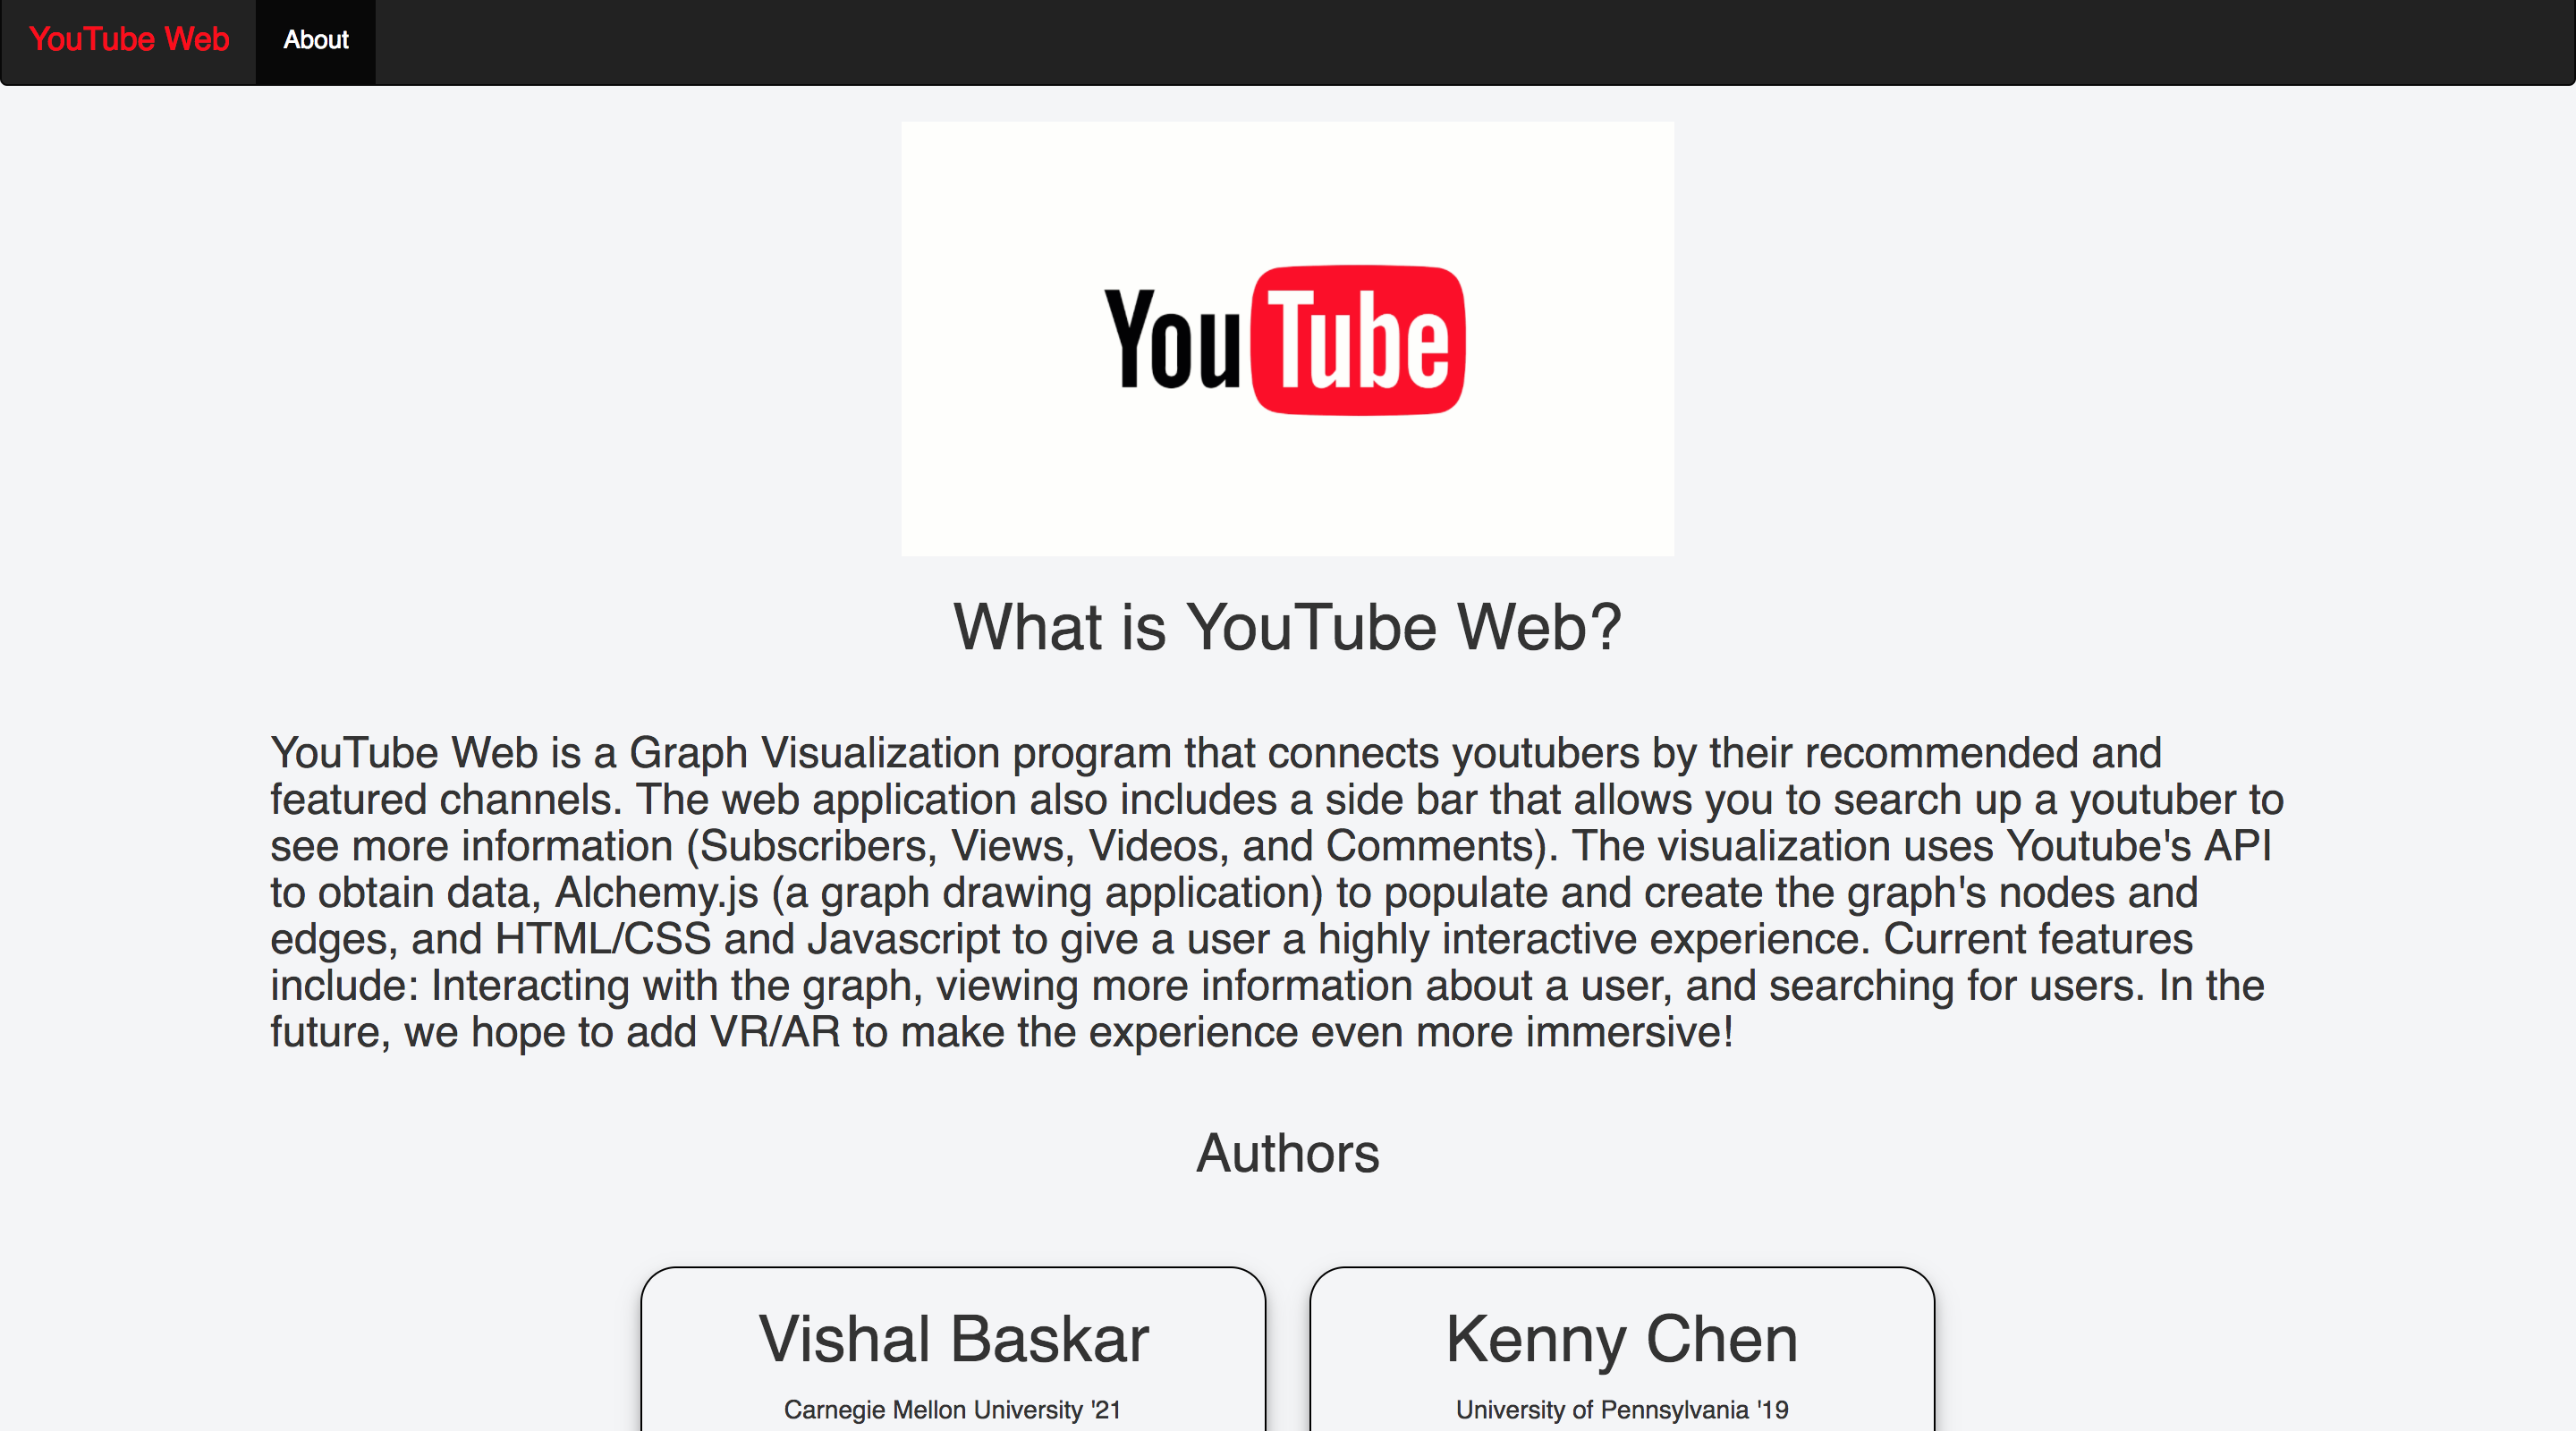 YouTube Web About
YouTube
What is YouTube Web?
YouTube Web is a Graph Visualization program that connects youtubers by their recommended and
featured channels. The web application also includes a side bar that allows you to search up a youtuber to
see more information (Subscribers, Views, Videos, and Comments). The visualization uses Youtube's API
to obtain data, Alchemy.js (a graph drawing application) to populate and create the graph's nodes and
edges, and HTML/CSS and Javascript to give a user a highly interactive experience. Current features
include: Interacting with the graph, viewing more information about a user, and searching for users. In the
future, we hope to add VR/AR to make the experience even more immersive!
Authors
Vishal Baskar
Carnegie Mellon University '21
Kenny Chen
University of Pennsylvania '19